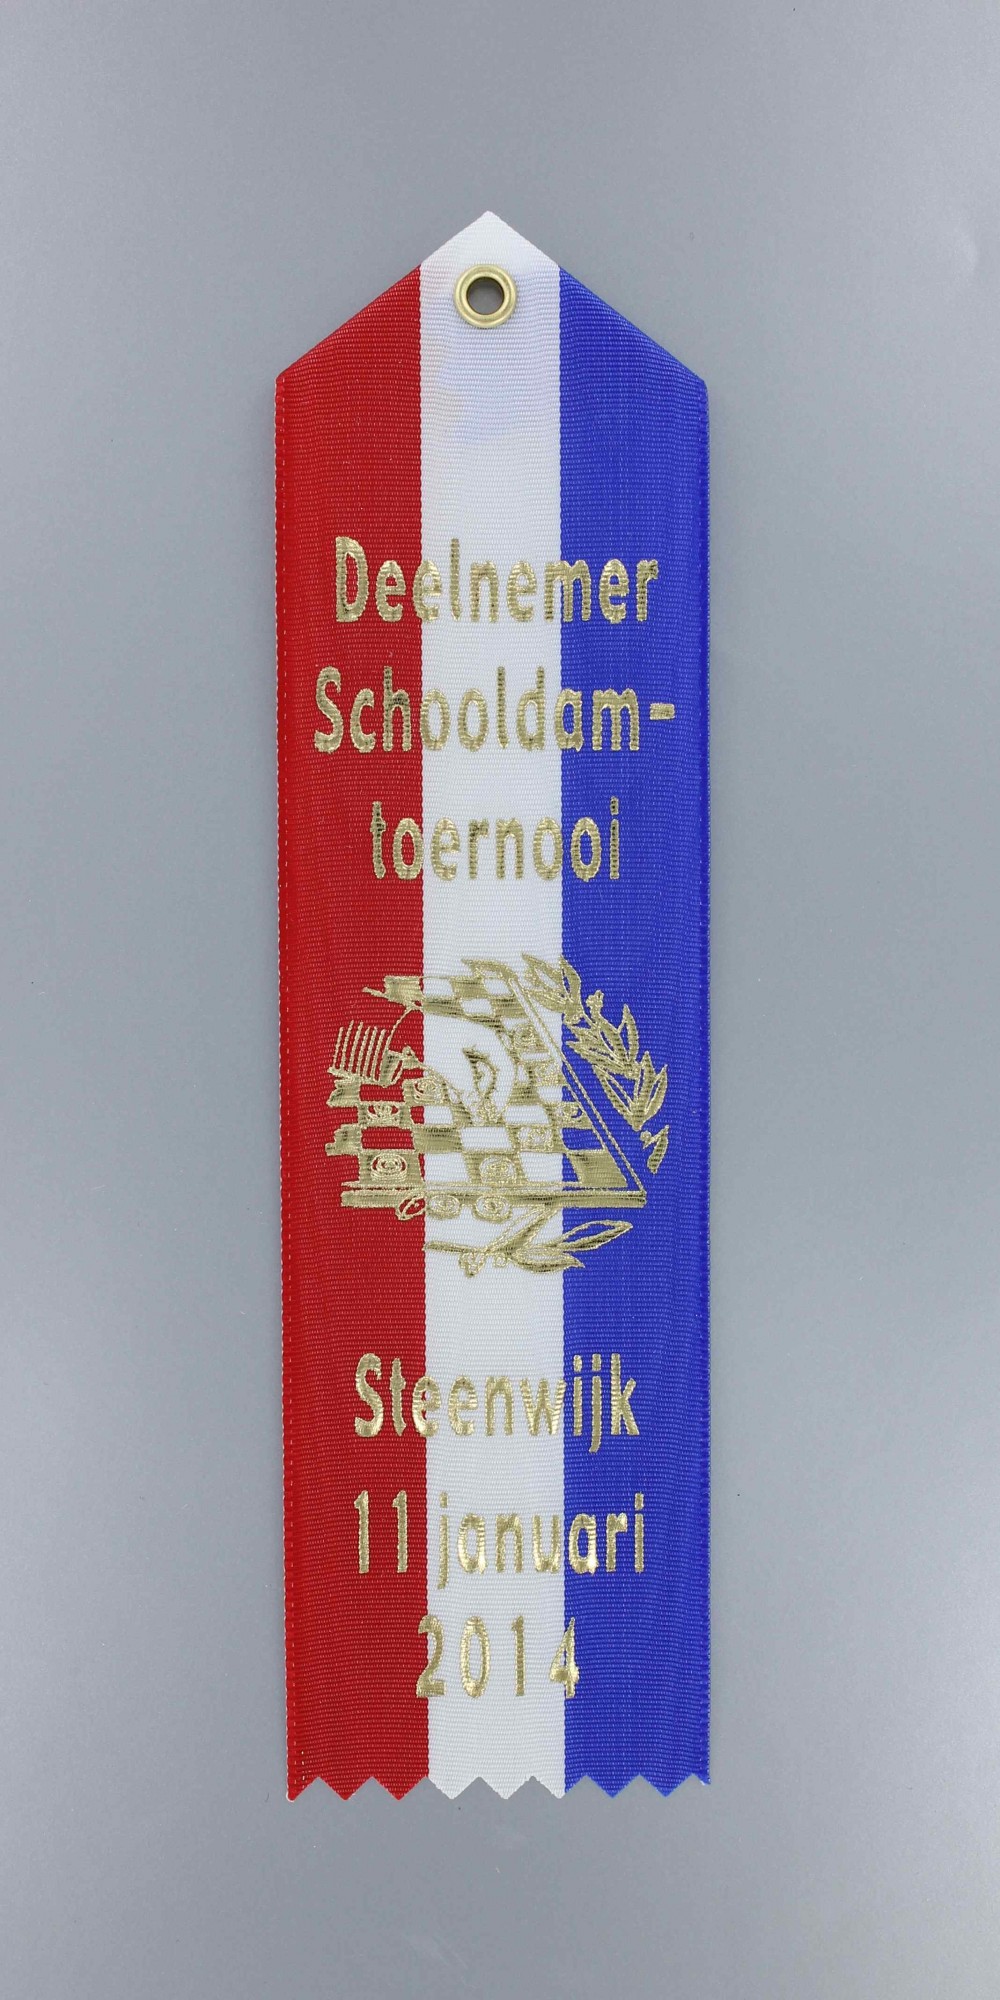 Deelnemer
Schooldam-
toernooi
Steenwijk
11 januari
2014